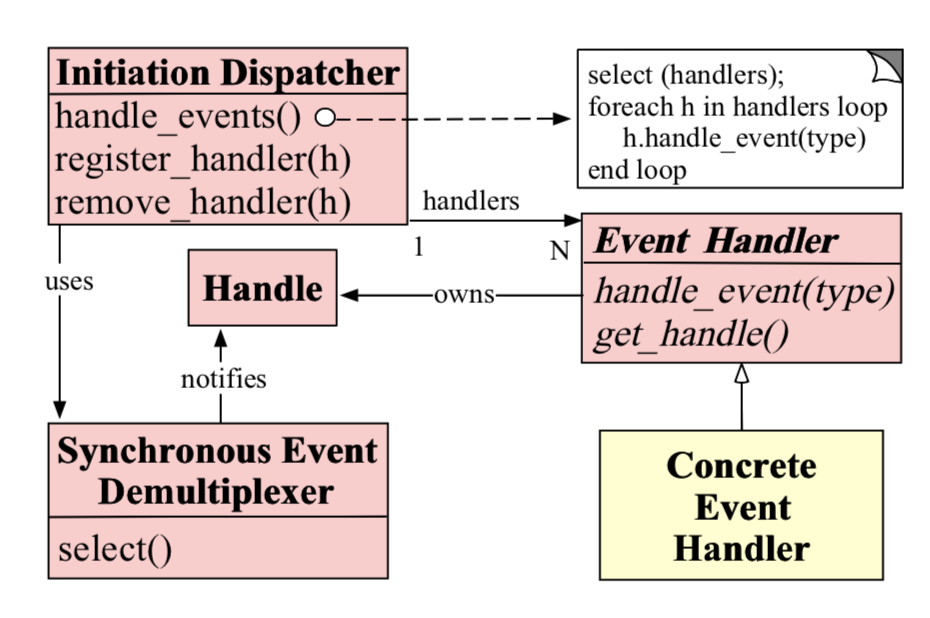 Initiation Dispatcher
handle_events()
register_handler(h)
remove_handler(h)
select (handlers);
foreach h in handlers loop
h.handle_event(type)
end loop
handlers
1
N
Event Handler
handle_event(type)
get_handle()
uses
Handle
owns
notifies
Synchronous Event
Demultiplexer
select()
Concrete
Event
Handler